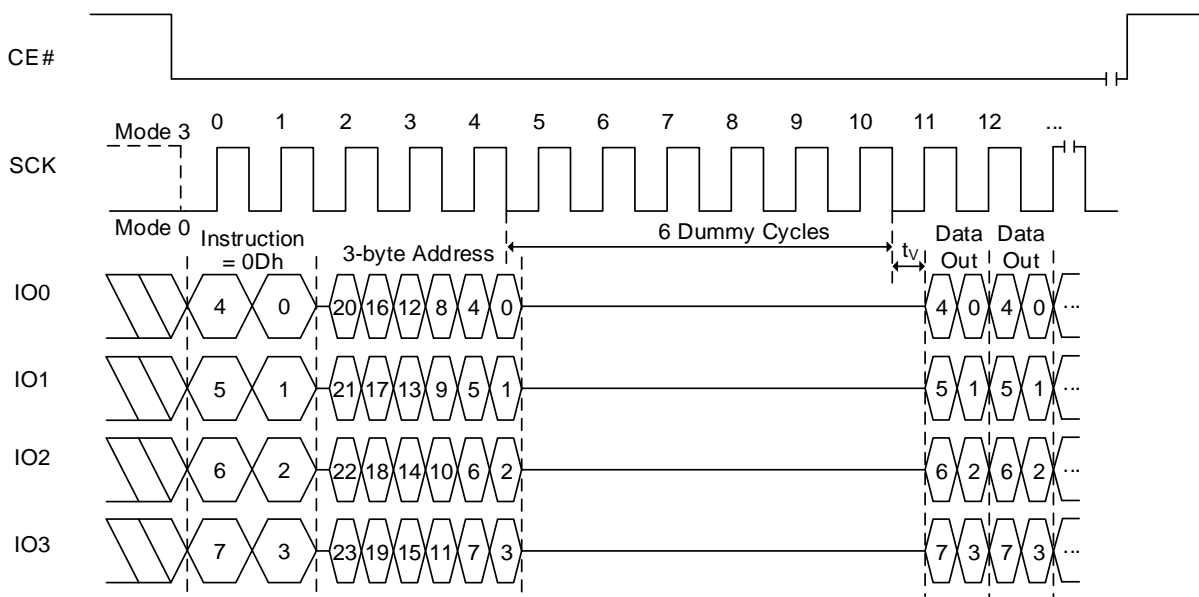 CE#
0 1 2 3 4 5 6 7 8 9 10 11 12 ...
Mode 3
SCK
Mode 0
Instruction
= 0Dh
3-byte Address
6 Dummy Cycles
tV
Data
Out
Data
Out
IO0
4 0 20 16 12 8 4 0 4 0 4 0 ...
IO1
5 1 21 17 13 9 5 1 5 1 5 1 ...
IO2
6 2 22 18 14 10 6 2 6 2 6 2 ...
IO3
7 3 23 19 15 11 7 3 7 3 7 3 ...